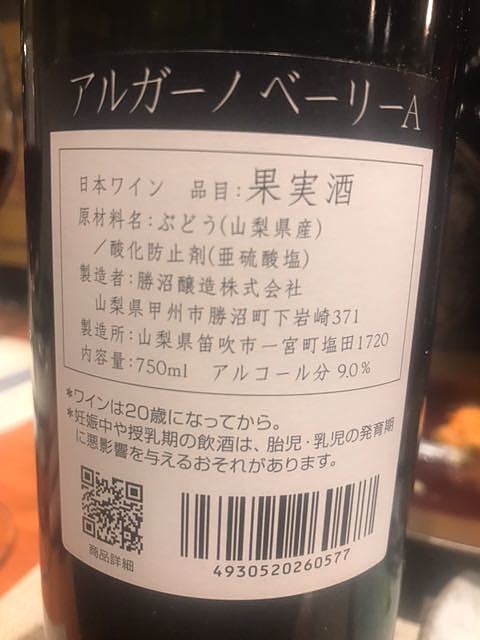 アルガーノ ベーリーA
日本ワイン 品目:果実酒
原材料名:ぶどう(山梨県産)
/酸化防止剤(亜硫酸塩)
製造者:勝沼醸造株式会社
山梨県甲州市勝沼町下岩崎371
製造所:山梨県笛吹市一宮町塩田1720
内容量:750ml アルコール分 9.0%
*ワインは20歳になってから。
*妊娠中や授乳期の飲酒は、胎児・乳児の発育期
に悪影響を与えるおそれがあります。
商品詳細
4930520260577